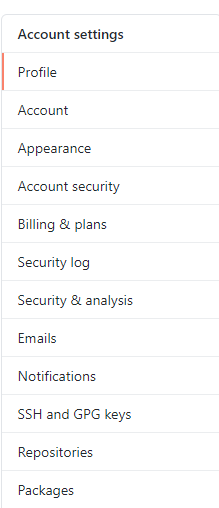 Account settings
Profile
Account
Appearance
Account security
Billing & plans
Security log
Security & analysis
Emails
Notifications
SSH and GPG keys
Repositories
Packages